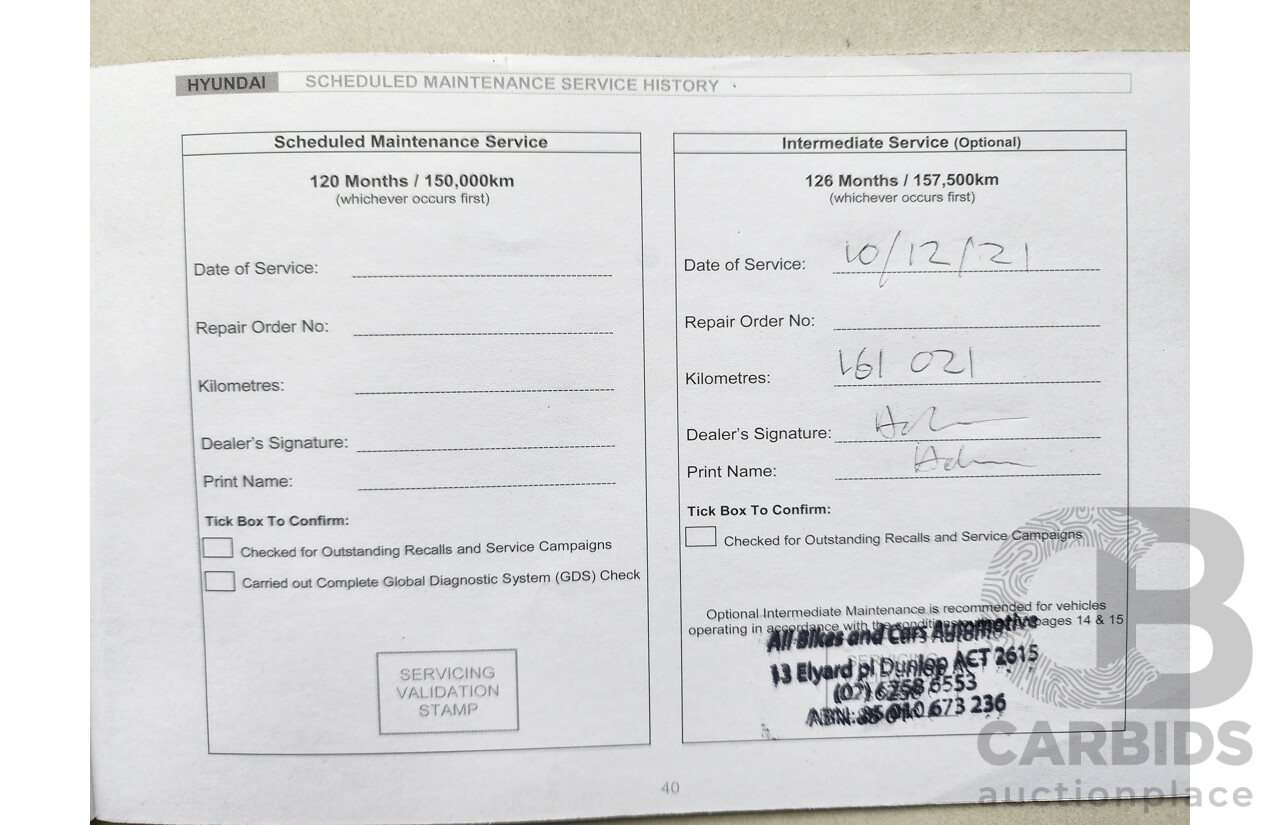 HYUNDAI SCHEDULED MAINTENANCE SERVICE HISTORY
Scheduled Maintenance Service
120 Months / 150,000km
(whichever occurs first)
Date of Service:
Repair Order No:
Kilometres:
Dealer's Signature:
Print Name:
Tick Box To Confirm:
Checked for Outstanding Recalls and Service Campaigns
Carried out Complete Global Diagnostic System (GDS) Check
SERVICING
VALIDATION
STAMP
Intermediate Service (Optional)
126 Months / 157,500km
(whichever occurs first)
Date of Service: 10/12/21
Repair Order No:
Kilometres: 161 021
Dealer's Signature:
Print Name:
Tick Box To Confirm:
Checked for Outstanding Recalls and Service Campaigns
Optional Intermediate Maintenance is recommended for vehicles
operating in accordance with the conditions pages 14 & 15
All Bikes and Cars Automotive
13 Elyard pl Dunlop ACT 2615
(02) 6258 6553
ABN: 85 010 673 236
40
CB
CARBIDS
auctionplace